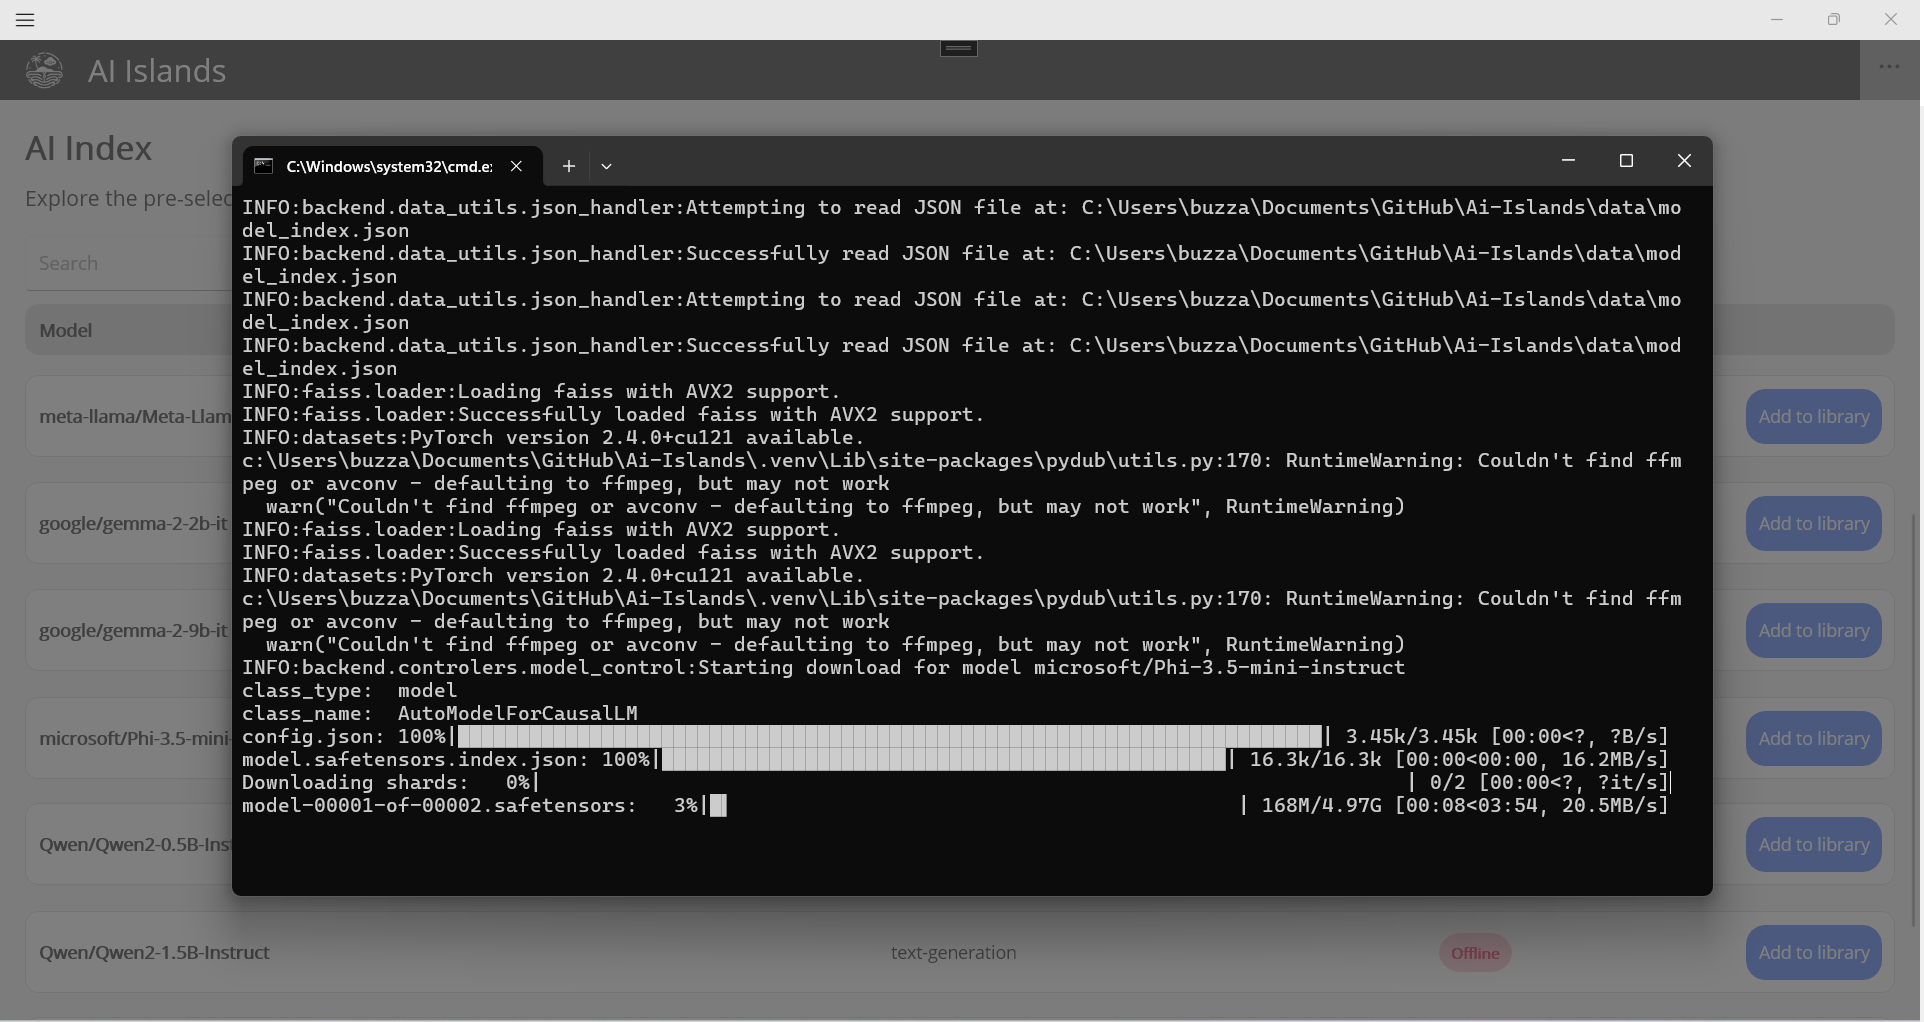 AI Islands
...
AI Index
Explore the pre-selec
Search
Model
meta-llama/Meta-Llam
Add to library
google/gemma-2-2b-it
Add to library
google/gemma-2-9b-it
Add to library
microsoft/Phi-3.5-mini-
Add to library
Qwen/Qwen2-0.5B-Inst
Add to library
Qwen/Qwen2-1.5B-Instruct
text-generation
Offline
Add to library
C:\Windows\system32\cmd.e:
INFO:backend.data_utils.json_handler:Attempting to read JSON file at: C:\Users\buzza\Documents\GitHub\Ai-Islands\data\mo
del_index.json
INFO:backend.data_utils.json_handler:Successfully read JSON file at: C:\Users\buzza\Documents\GitHub\Ai-Islands\data\mod
el_index.json
INFO:backend.data_utils.json_handler:Attempting to read JSON file at: C:\Users\buzza\Documents\GitHub\Ai-Islands\data\mo
del_index.json
INFO:backend.data_utils.json_handler:Successfully read JSON file at: C:\Users\buzza\Documents\GitHub\Ai-Islands\data\mod
el_index.json
INFO:faiss.loader:Loading faiss with AVX2 support.
INFO:faiss.loader:Successfully loaded faiss with AVX2 support.
INFO:datasets:PyTorch version 2.4.0+cu121 available.
c:\Users\buzza\Documents\GitHub\Ai-Islands\.venv\Lib\site-packages\pydub\utils.py:170: RuntimeWarning: Couldn't find ffm
peg or avconv - defaulting to ffmpeg, but may not work
  warn("Couldn't find ffmpeg or avconv - defaulting to ffmpeg, but may not work", RuntimeWarning)
INFO:faiss.loader:Loading faiss with AVX2 support.
INFO:faiss.loader:Successfully loaded faiss with AVX2 support.
INFO:datasets:PyTorch version 2.4.0+cu121 available.
c:\Users\buzza\Documents\GitHub\Ai-Islands\.venv\Lib\site-packages\pydub\utils.py:170: RuntimeWarning: Couldn't find ffm
peg or avconv - defaulting to ffmpeg, but may not work
  warn("Couldn't find ffmpeg or avconv - defaulting to ffmpeg, but may not work", RuntimeWarning)
INFO:backend.controlers.model_control:Starting download for model microsoft/Phi-3.5-mini-instruct
class_type:  model
class_name:  AutoModelForCausalLM
config.json: 100%| | 3.45k/3.45k [00:00<?, ?B/s]
model.safetensors.index.json: 100%| | 16.3k/16.3k [00:00<00:00, 16.2MB/s]
Downloading shards:   0%| | 0/2 [00:00<?, ?it/s]
model-00001-of-00002.safetensors:   3%| | 168M/4.97G [00:08<03:54, 20.5MB/s]